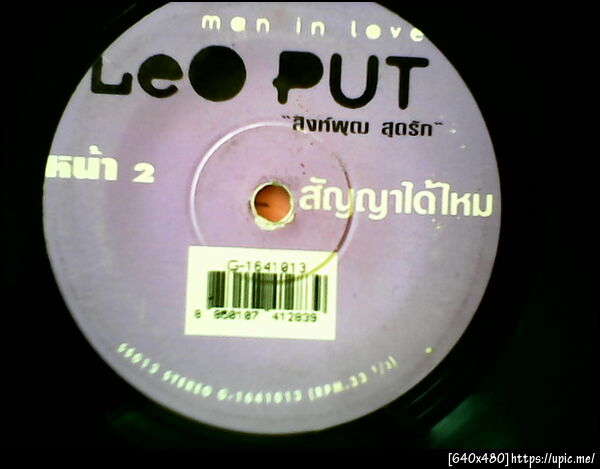 man in love
Leo PUT
"สิงห์พุฒ สุดรัก"
หน้า 2
สัญญาได้ไหม
G-1641013
8 850107 412839
55013 STEREO G-1641013 (RPM.33 1/3)
[640x480]https://upic.me/